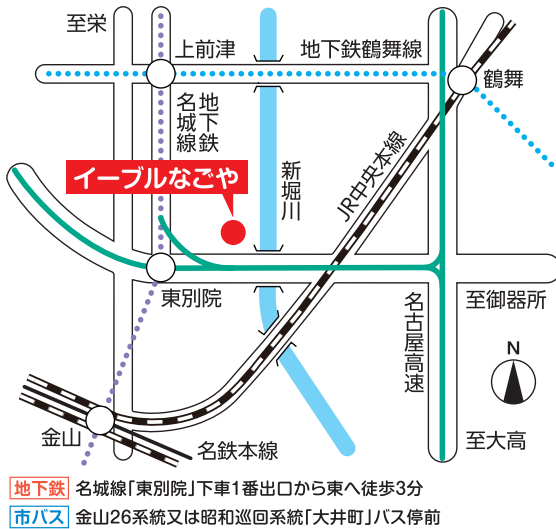 至栄
上前津
地下鉄鶴舞線
鶴舞
地下鉄
名城線
イーブルなごや
新堀川
JR中央本線
東別院
名古屋高速
至御器所
N
金山
名鉄本線
至大高
地下鉄 名城線「東別院」下車1番出口から東へ徒歩3分
市バス 金山26系統又は昭和巡回系統「大井町」バス停前